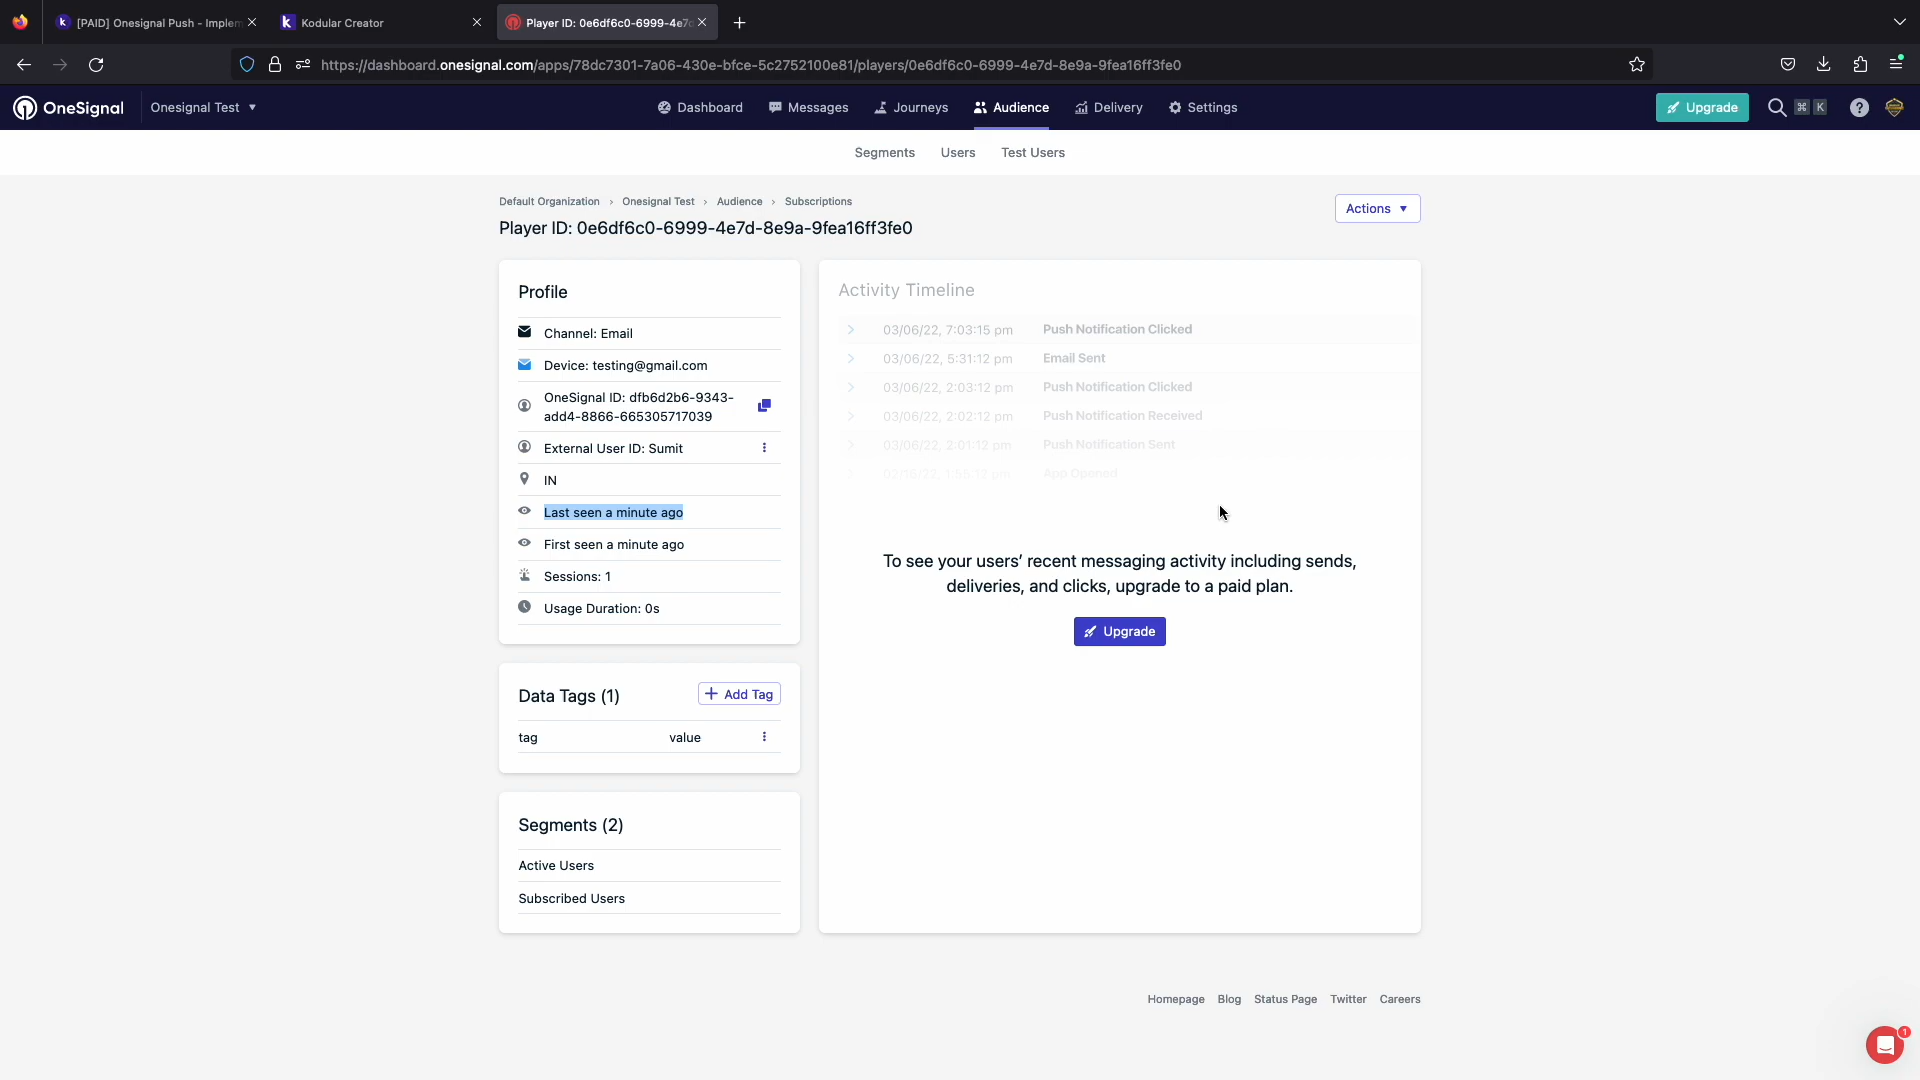 [PAID] Onesignal Push - Implem
Kodular Creator
Player ID: 0e6df6c0-6999-4e7c
https://dashboard.onesignal.com/apps/78dc7301-7a06-430e-bfce-5c2752100e81/players/0e6df6c0-6999-4e7d-8e9a-9fea16ff3fe0
OneSignal
Onesignal Test
Dashboard
Messages
Journeys
Audience
Delivery
Settings
Upgrade
⌘ K
Segments
Users
Test Users
Default Organization › Onesignal Test › Audience › Subscriptions
Actions
Player ID: 0e6df6c0-6999-4e7d-8e9a-9fea16ff3fe0
Profile
Channel: Email
Device: testing@gmail.com
OneSignal ID: dfb6d2b6-9343-
add4-8866-665305717039
External User ID: Sumit
IN
Last seen a minute ago
First seen a minute ago
Sessions: 1
Usage Duration: 0s
Data Tags (1)
Add Tag
tag value
Segments (2)
Active Users
Subscribed Users
Activity Timeline
03/06/22, 7:03:15 pm Push Notification Clicked
03/06/22, 5:31:12 pm Email Sent
03/06/22, 2:03:12 pm Push Notification Clicked
03/06/22, 2:02:12 pm Push Notification Received
03/06/22, 2:01:12 pm Push Notification Sent
App Opened
To see your users’ recent messaging activity including sends,
deliveries, and clicks, upgrade to a paid plan.
Upgrade
Homepage Blog Status Page Twitter Careers
1